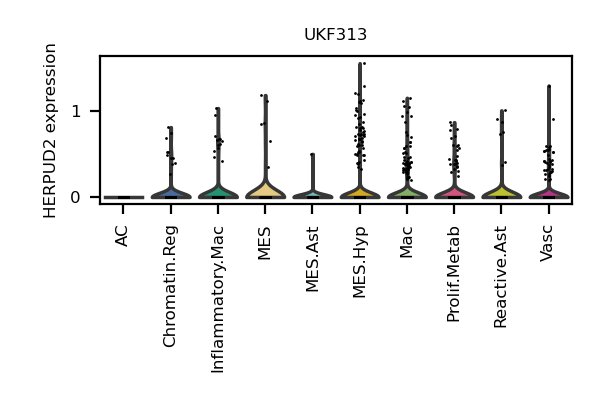 UKF313
HERPUD2 expression
1
0
AC
Chromatin.Reg
Inflammatory.Mac
MES
MES.Ast
MES.Hyp
Mac
Prolif.Metab
Reactive.Ast
Vasc